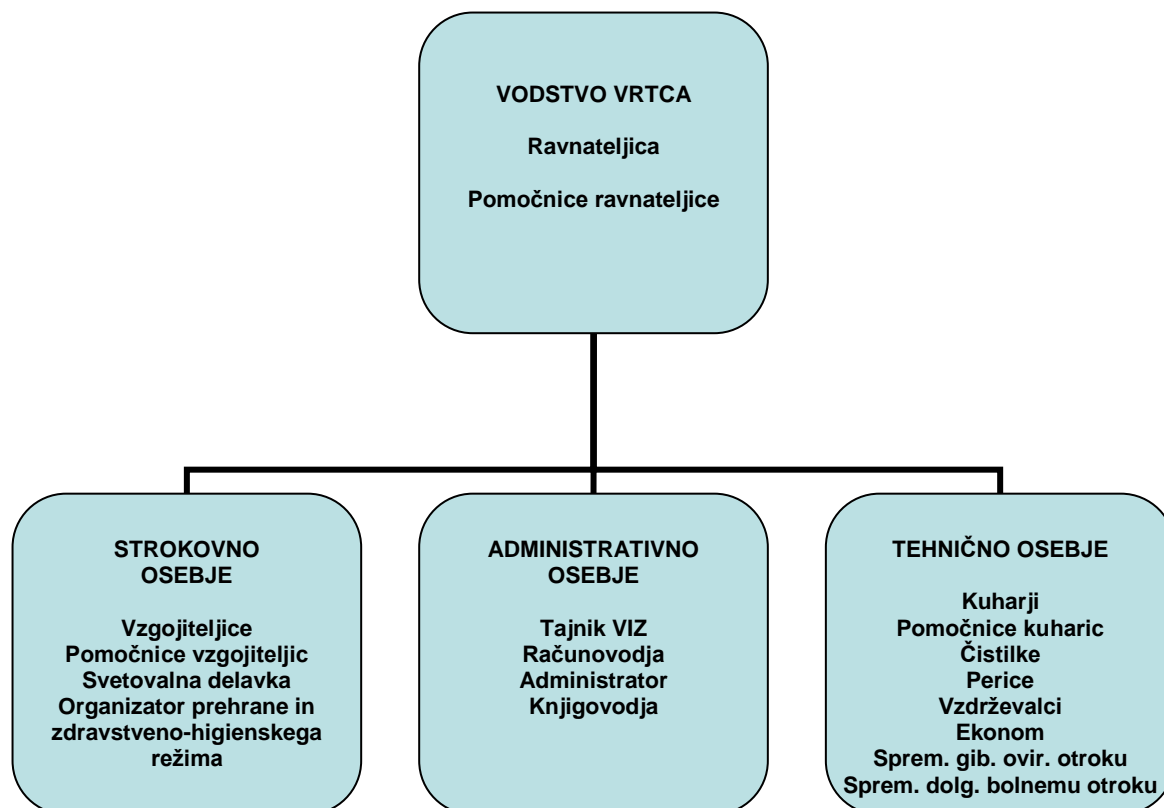 VODSTVO VRTCA
Ravnateljica
Pomočnice ravnateljice
STROKOVNO
OSEBJE
Vzgojiteljice
Pomočnice vzgojiteljic
Svetovalna delavka
Organizator prehrane in
zdravstveno-higienskega
režima
ADMINISTRATIVNO
OSEBJE
Tajnik VIZ
Računovodja
Administrator
Knjigovodja
TEHNIČNO OSEBJE
Kuharji
Pomočnice kuharic
Čistilke
Perice
Vzdrževalci
Ekonom
Sprem. gib. ovir. otroku
Sprem. dolg. bolnemu otroku